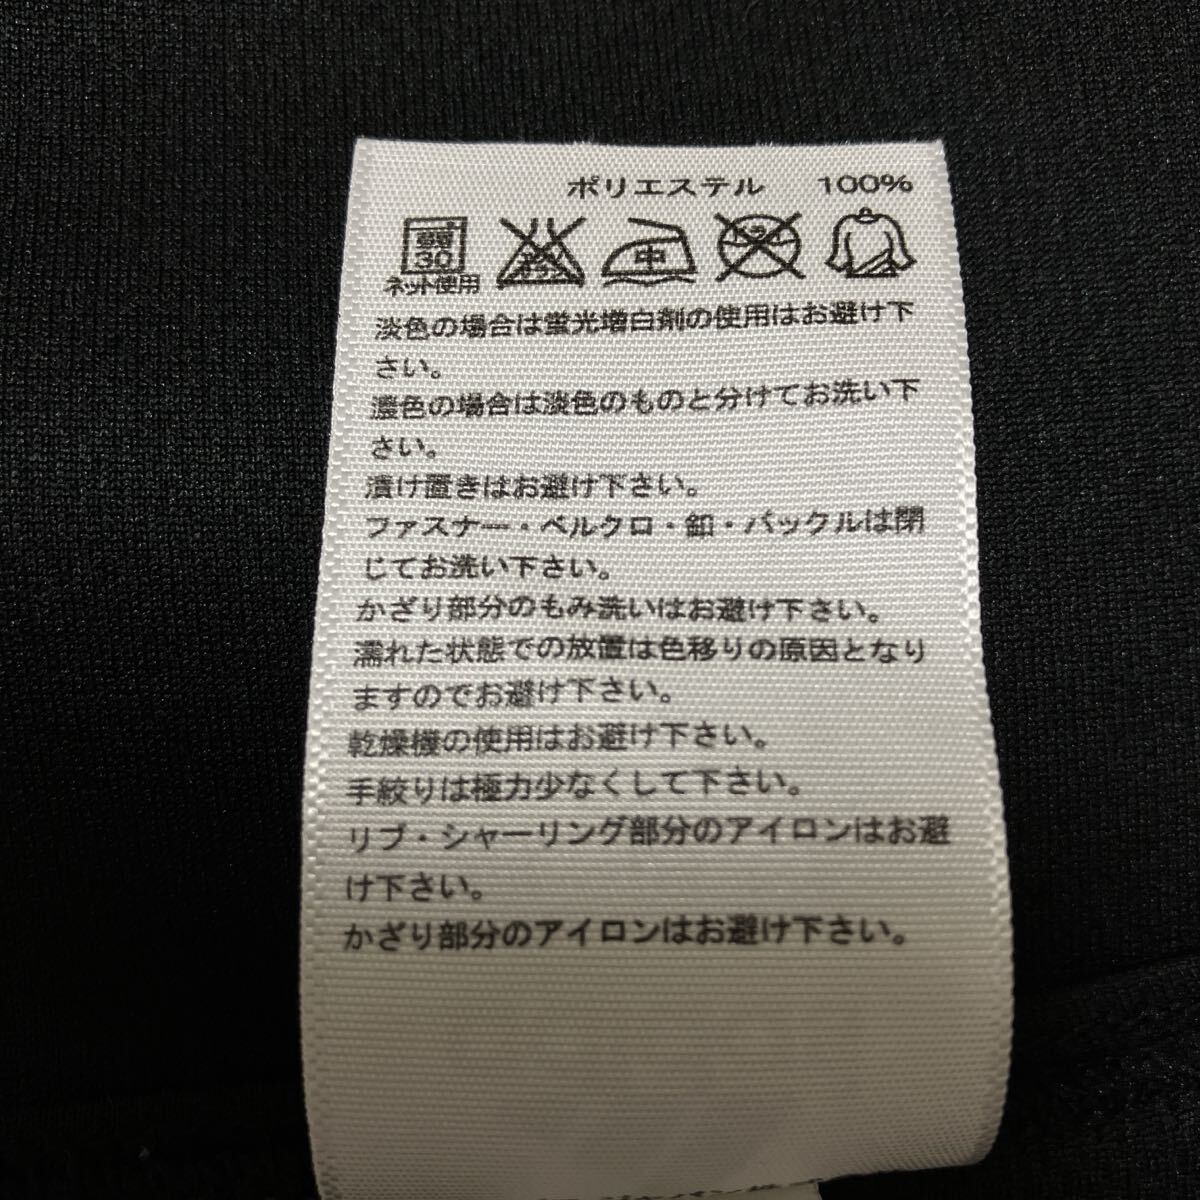 ポリエステル 100%
弱
30
中
ネット使用
淡色の場合は蛍光増白剤の使用はお避け下
さい。
濃色の場合は淡色のものと分けてお洗い下
さい。
漬け置きはお避け下さい。
ファスナー・ベルクロ・釦・バックルは閉
じてお洗い下さい。
かざり部分のもみ洗いはお避け下さい。
濡れた状態での放置は色移りの原因となり
ますのでお避け下さい。
乾燥機の使用はお避け下さい。
手絞りは極力少なくして下さい。
リブ・シャーリング部分のアイロンはお避
け下さい。
かざり部分のアイロンはお避け下さい。